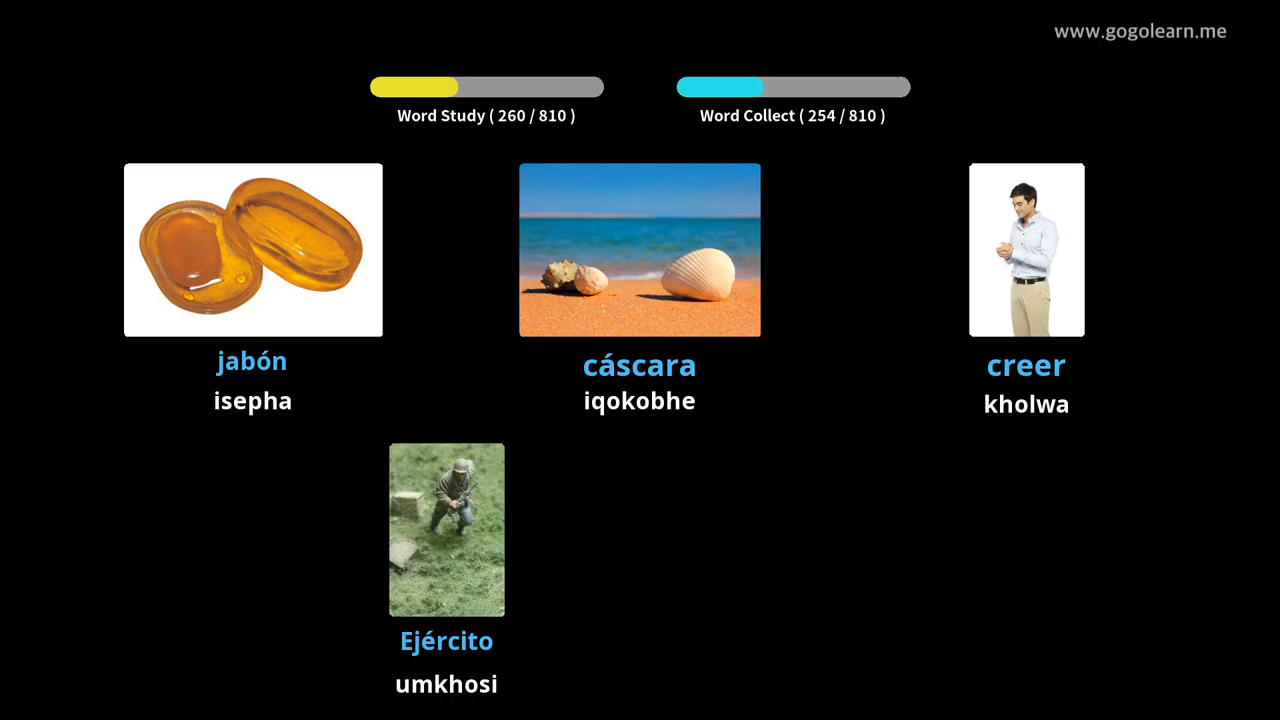 www.gogolearn.me
Word Study ( 260 / 810 )
Word Collect ( 254 / 810 )
jabón
isepha
cáscara
iqokobhe
creer
kholwa
Ejército
umkhosi